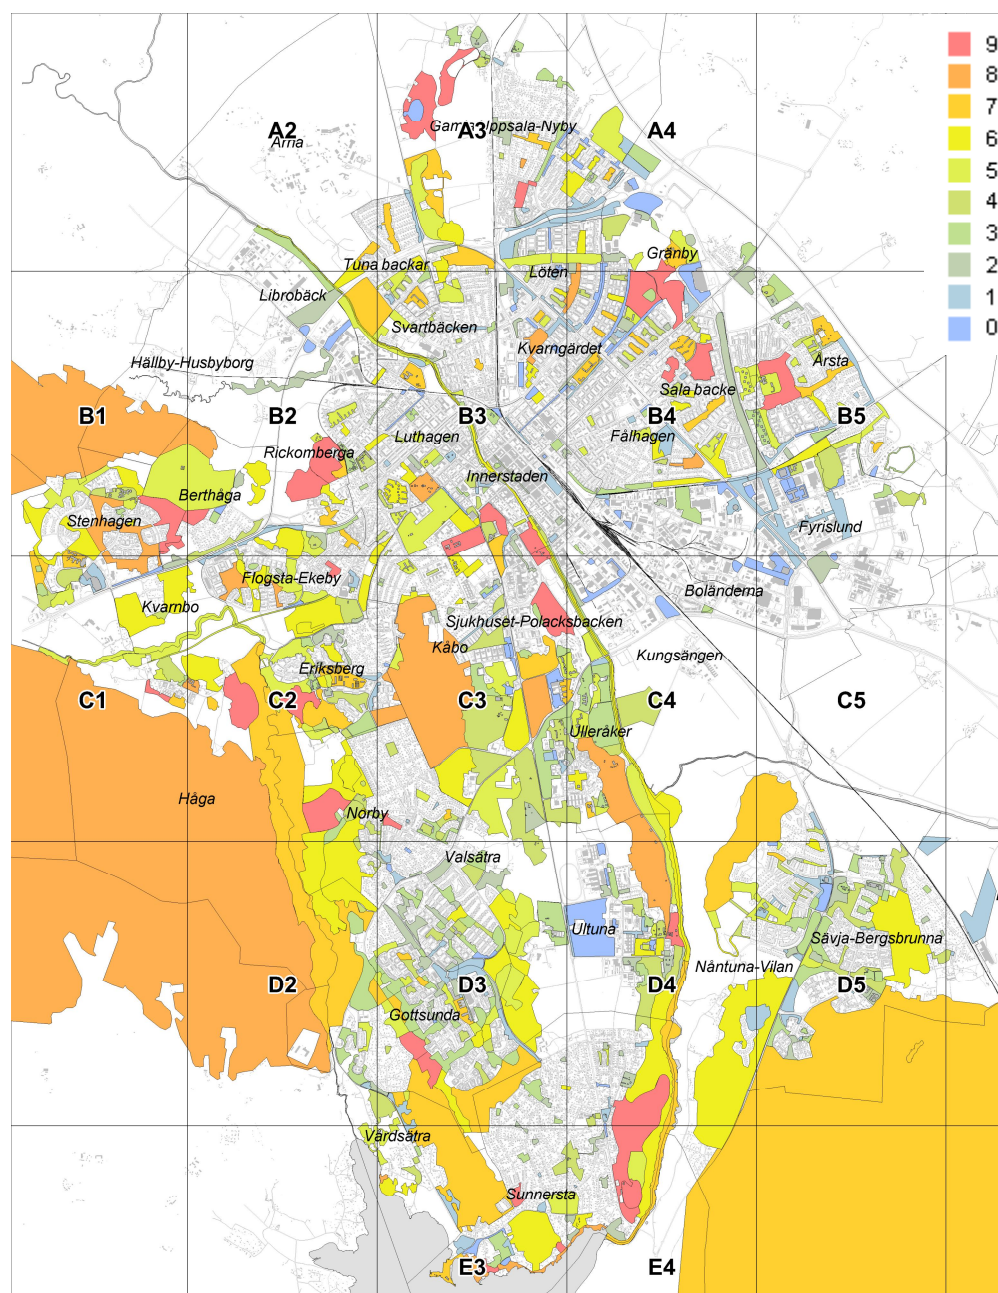 9
8
7
6
5
4
3
2
1
0
A2
A3
A4
Ärna
Gamla Uppsala-Nyby
Gränby
Tuna backar
Löten
Librobäck
Svartbäcken
Kvarngärdet
Hällby-Husbyborg
Sala backe
Årsta
B1
B2
B3
B4
B5
Luthagen
Fålhagen
Rickomberga
Innerstaden
Berthåga
Stenhagen
Fyrislund
Flogsta-Ekeby
Boländerna
Kvarnbo
Sjukhuset-Polacksbacken
Kåbo
Kungsängen
Eriksberg
C1
C2
C3
C4
C5
Ulleråker
Håga
Norby
Valsätra
Ultuna
Sävja-Bergsbrunna
Nåntuna-Vilan
D2
D3
D4
D5
Gottsunda
Vårdsätra
Sunnersta
E3
E4